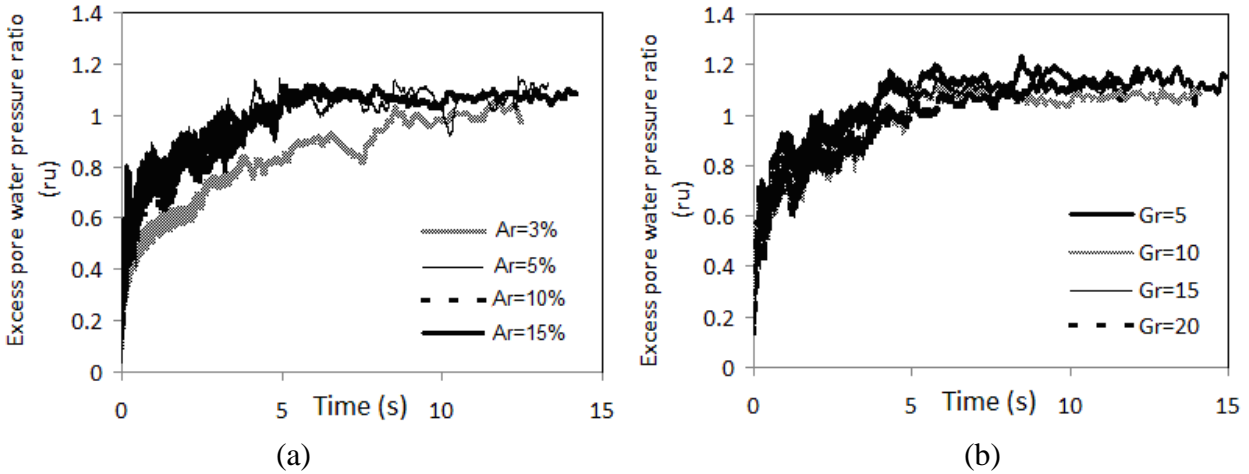 Excess pore water pressure ratio
(ru)
1.4
1.2
1
0.8
0.6
0.4
0.2
0
0
5
10
15
Time (s)
Ar=3%
Ar=5%
Ar=10%
Ar=15%
(a)
Excess pore water pressure ratio
(ru)
1.4
1.2
1
0.8
0.6
0.4
0.2
0
0
5
10
15
Time (s)
Gr=5
Gr=10
Gr=15
Gr=20
(b)